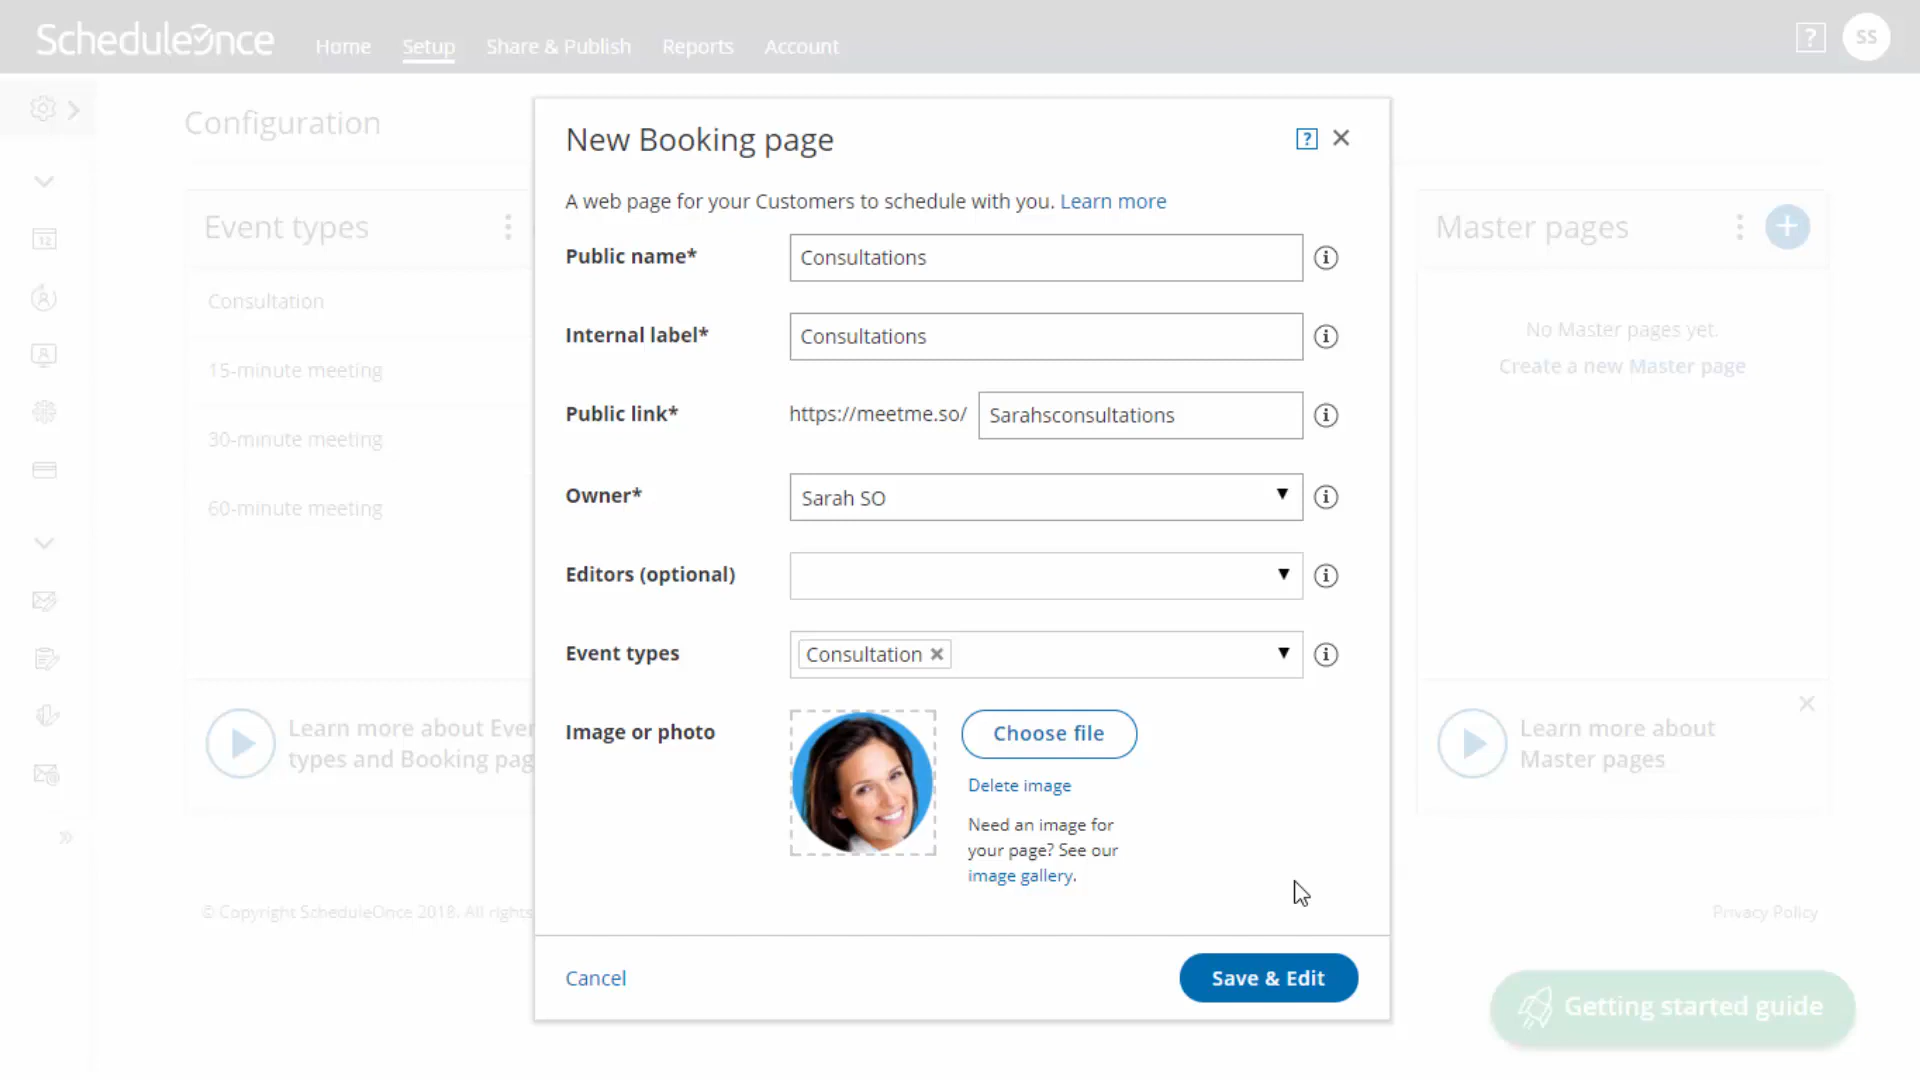 ScheduleOnce
Home
Setup
Share & Publish
Reports
Account
?
SS
Configuration
Event types
Consultation
15-minute meeting
30-minute meeting
60-minute meeting
12
Learn more about Even
types and Booking pag
© Copyright ScheduleOnce 2018. All rights
New Booking page
?
A web page for your Customers to schedule with you. Learn more
Public name*
Consultations
Internal label*
Consultations
Public link*
https://meetme.so/
Sarahsconsultations
Owner*
Sarah SO
Editors (optional)
Event types
Consultation
Image or photo
Choose file
Delete image
Need an image for
your page? See our
image gallery.
Cancel
Save & Edit
Master pages
No Master pages yet.
Create a new Master page
Learn more about
Master pages
Privacy Policy
Getting started guide